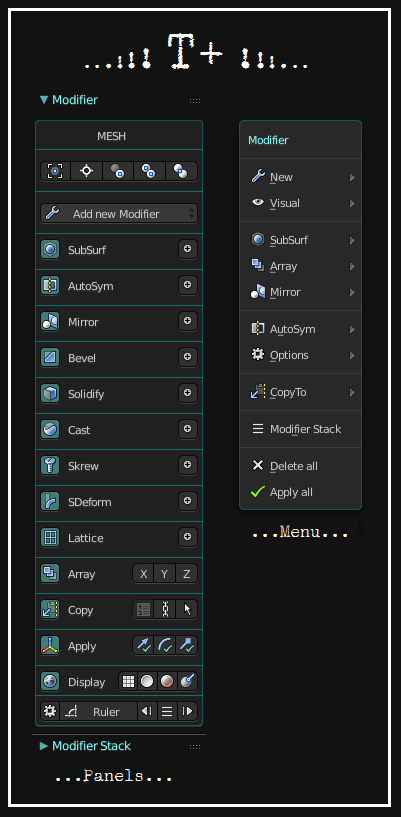 ...!!! T+ !!!...
Modifier
MESH
Add new Modifier
SubSurf
AutoSym
Mirror
Bevel
Solidify
Cast
Skrew
SDeform
Lattice
Array X Y Z
Copy
Apply
Display
Ruler
Modifier Stack
...Panels...
Modifier
New
Visual
SubSurf
Array
Mirror
AutoSym
Options
CopyTo
Modifier Stack
Delete all
Apply all
...Menu...